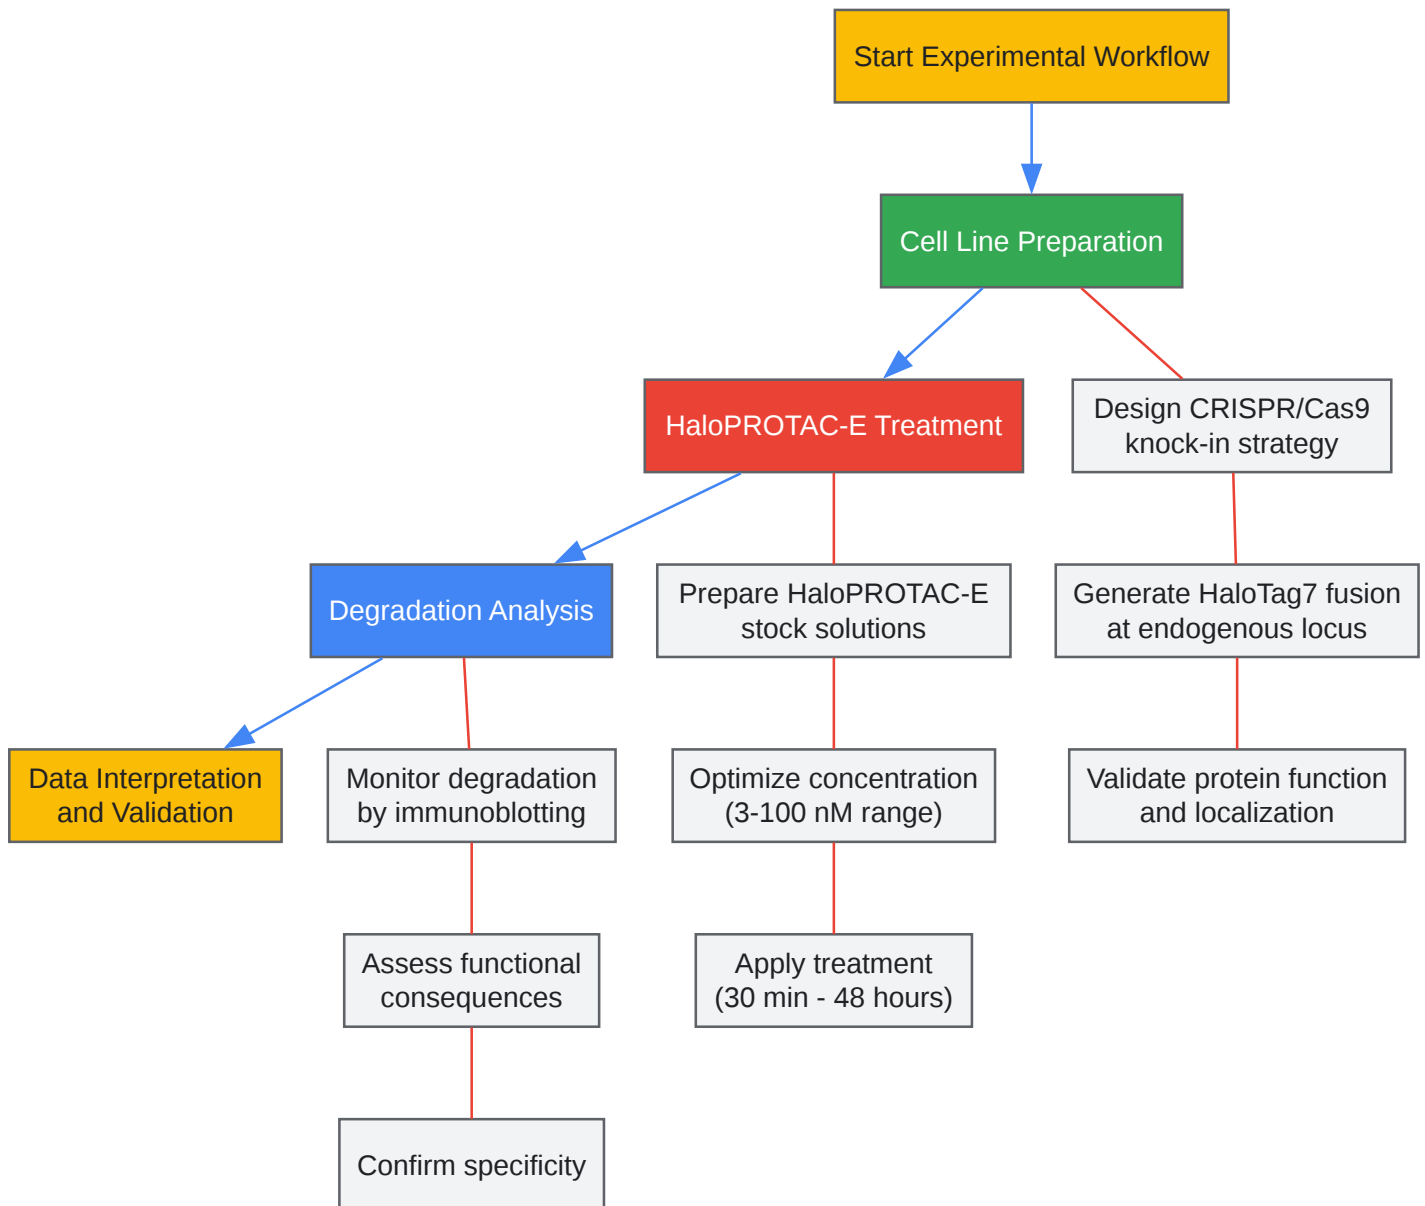 Start Experimental Workflow
Cell Line Preparation
HaloPROTAC-E Treatment
Design CRISPR/Cas9
knock-in strategy
Degradation Analysis
Prepare HaloPROTAC-E
stock solutions
Generate HaloTag7 fusion
at endogenous locus
Data Interpretation
and Validation
Monitor degradation
by immunoblotting
Optimize concentration
(3-100 nM range)
Validate protein function
and localization
Assess functional
consequences
Apply treatment
(30 min - 48 hours)
Confirm specificity